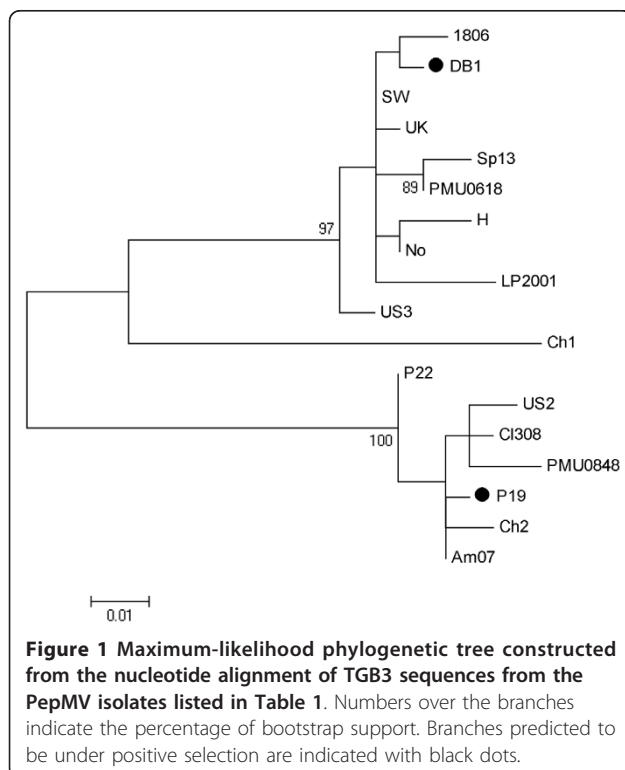 1806
DB1
SW
UK
Sp13
89
PMU0618
H
97
No
LP2001
US3
Ch1
P22
US2
CI308
100
PMU0848
P19
Ch2
Am07
0.01
Figure 1 Maximum-likelihood phylogenetic tree constructed
from the nucleotide alignment of TGB3 sequences from the
PepMV isolates listed in Table 1. Numbers over the branches
indicate the percentage of bootstrap support. Branches predicted to
be under positive selection are indicated with black dots.